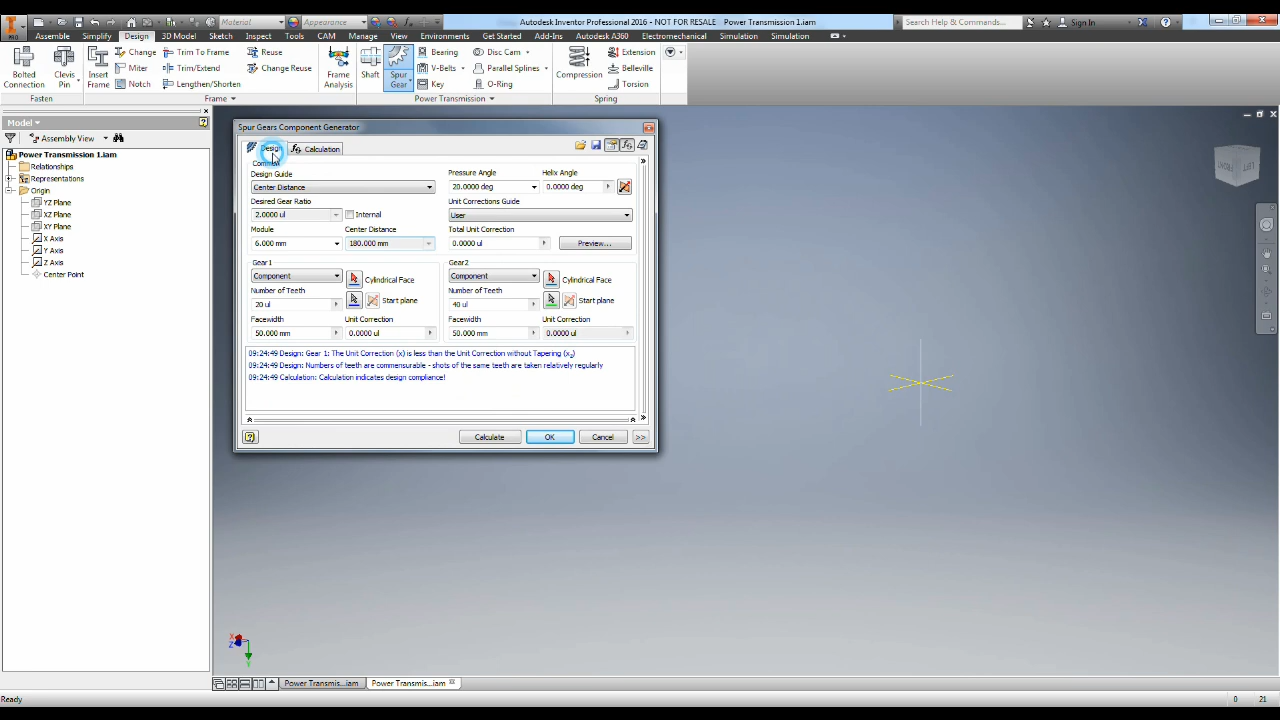 Material
Appearance
Autodesk Inventor Professional 2016 - NOT FOR RESALE Power Transmission 1.iam
Search Help & Commands...
Sign In
PRO
Assembly Simplify Design 3D Model Sketch Inspect Tools CAM Manage View Environments Get Started Add-Ins Autodesk A360 Electromechanical Simulation Simulation
Bolted Connection
Clevis Pin
Insert Frame
Change
Miter
Notch
Trim To Frame
Trim/Extend
Lengthen/Shorten
Reuse
Change Reuse
Frame Analysis
Shaft
Spur Gear
Bearing
V-Belts
Key
Disc Cam
Parallel Splines
O-Ring
Compression
Extension
Belleville
Torsion
Fasten
Frame
Power Transmission
Spring
Model
Assembly View
Power Transmission 1.iam
Relationships
Representations
Origin
YZ Plane
XZ Plane
XY Plane
X Axis
Y Axis
Z Axis
Center Point
Spur Gears Component Generator
Design
Calculation
Design Guide
Center Distance
Pressure Angle
20.0000 deg
Helix Angle
0.0000 deg
Desired Gear Ratio
2.0000 ul
Internal
Unit Corrections Guide
User
Module
6.000 mm
Center Distance
180.000 mm
Total Unit Correction
0.0000 ul
Preview...
Gear1
Component
Cylindrical Face
Number of Teeth
20 ul
Start plane
Facewidth
50.000 mm
Unit Correction
0.0000 ul
Gear2
Component
Cylindrical Face
Number of Teeth
40 ul
Start plane
Facewidth
50.000 mm
Unit Correction
0.0000 ul
09:24:49 Design: Gear 1: The Unit Correction (x) is less than the Unit Correction without Tapering (xz)
09:24:49 Design: Numbers of teeth are commensurable - shots of the same teeth are taken relatively regularly
09:24:49 Calculation: Calculation indicates design compliance!
Calculate
OK
Cancel
>>
X
Z
Y
Power Transmis...iam
Power Transmis...iam
Ready
0 21